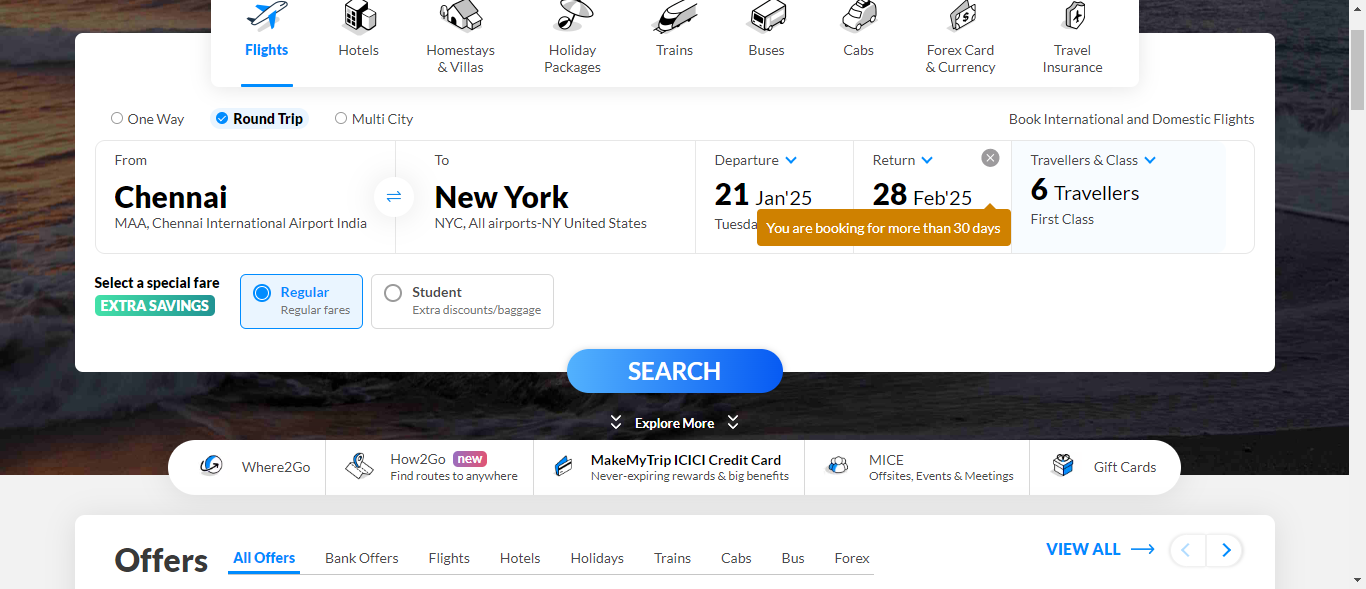 Flights
Hotels
Homestays
& Villas
Holiday
Packages
Trains
Buses
Cabs
Forex Card
& Currency
Travel
Insurance
One Way
Round Trip
Multi City
Book International and Domestic Flights
From
Chennai
MAA, Chennai International Airport India
To
New York
NYC, All airports-NY United States
Departure
21 Jan'25
Tuesda
Return
28 Feb'25
You are booking for more than 30 days
Travellers & Class
6 Travellers
First Class
Select a special fare
EXTRA SAVINGS
Regular
Regular fares
Student
Extra discounts/baggage
SEARCH
Explore More
Where2Go
How2Go new
Find routes to anywhere
MakeMyTrip ICICI Credit Card
Never-expiring rewards & big benefits
MICE
Offsites, Events & Meetings
Gift Cards
Offers
All Offers
Bank Offers
Flights
Hotels
Holidays
Trains
Cabs
Bus
Forex
VIEW ALL